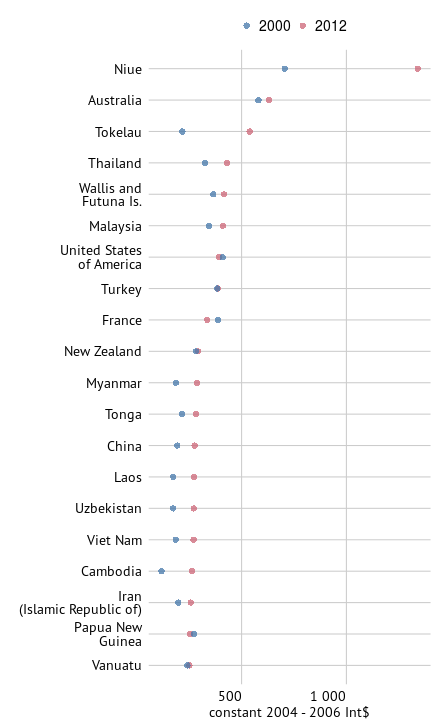 2000 2012
Niue
Australia
Tokelau
Thailand
Wallis and
Futuna Is.
Malaysia
United States
of America
Turkey
France
New Zealand
Myanmar
Tonga
China
Laos
Uzbekistan
Viet Nam
Cambodia
Iran
(Islamic Republic of)
Papua New
Guinea
Vanuatu
500 1 000
constant 2004 - 2006 Int$